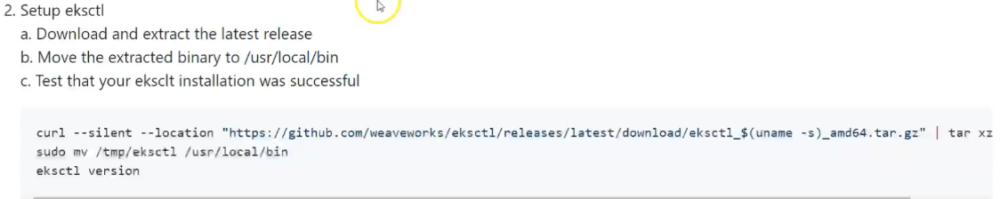 2. Setup eksctl
a. Download and extract the latest release
b. Move the extracted binary to /usr/local/bin
c. Test that your eksclt installation was successful
curl --silent --location "https://github.com/weaveworks/eksctl/releases/latest/download/eksctl_$(uname -s)_amd64.tar.gz" | tar xz
sudo mv /tmp/eksctl /usr/local/bin
eksctl version